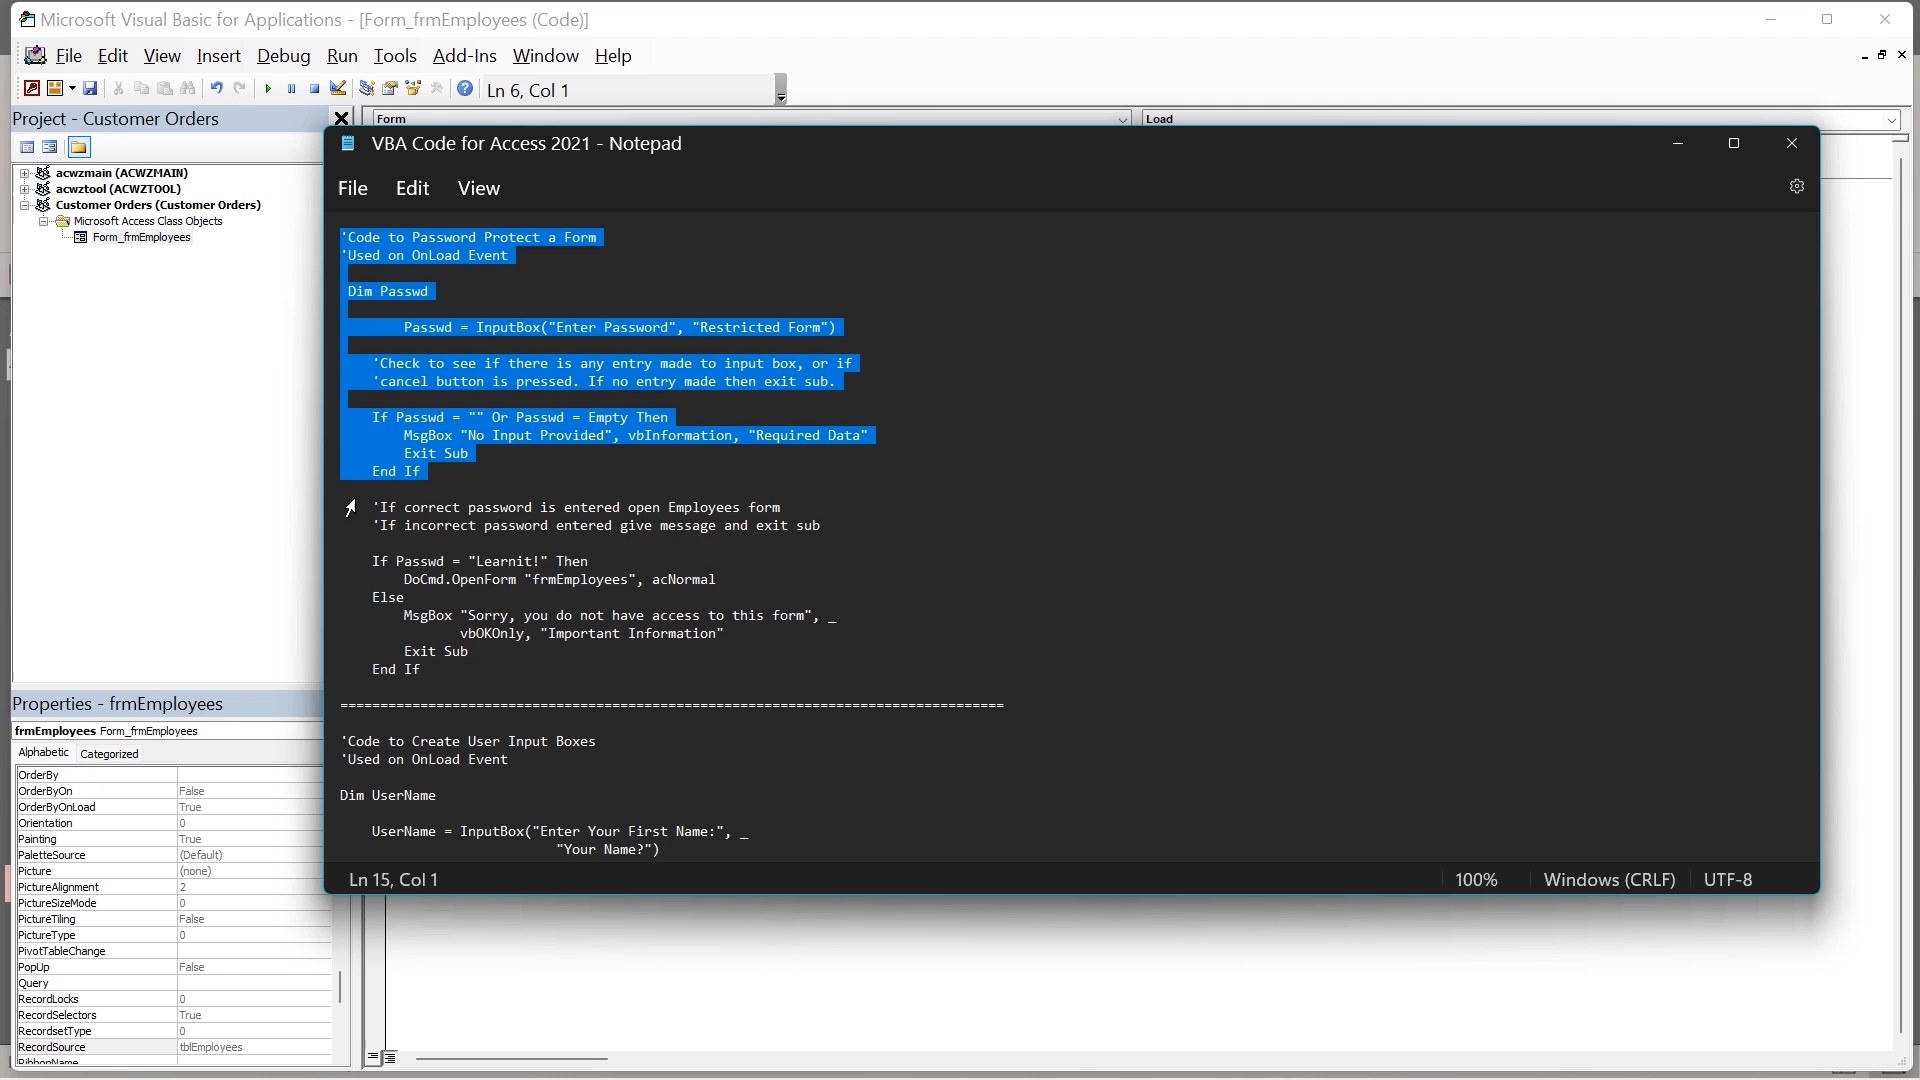 Microsoft Visual Basic for Applications - [Form_frmEmployees (Code)]
File Edit View Insert Debug Run Tools Add-Ins Window Help
Ln 6, Col 1
Project - Customer Orders
Form
Load
acwzmain (ACWZMAIN)
acwztool (ACWZTOOL)
Customer Orders (Customer Orders)
Microsoft Access Class Objects
Form_frmEmployees
VBA Code for Access 2021 - Notepad
File Edit View
'Code to Password Protect a Form
'Used on OnLoad Event
Dim Passwd
Passwd = InputBox("Enter Password", "Restricted Form")
'Check to see if there is any entry made to input box, or if
'cancel button is pressed. If no entry made then exit sub.
If Passwd = "" Or Passwd = Empty Then
MsgBox "No Input Provided", vbInformation, "Required Data"
Exit Sub
End If
'If correct password is entered open Employees form
'If incorrect password entered give message and exit sub
If Passwd = "Learnit!" Then
DoCmd.OpenForm "frmEmployees", acNormal
Else
MsgBox "Sorry, you do not have access to this form", _
vbOKOnly, "Important Information"
Exit Sub
End If
===================================================================================
'Code to Create User Input Boxes
'Used on OnLoad Event
Dim UserName
UserName = InputBox("Enter Your First Name:", _
"Your Name?")
Ln 15, Col 1
100%
Windows (CRLF)
UTF-8
Properties - frmEmployees
frmEmployees Form_frmEmployees
Alphabetic Categorized
OrderBy
OrderByOn False
OrderByOnLoad True
Orientation 0
Painting True
PaletteSource (Default)
Picture (none)
PictureAlignment 2
PictureSizeMode 0
PictureTiling False
PictureType 0
PivotTableChange
PopUp False
Query
RecordLocks 0
RecordSelectors True
RecordsetType 0
RecordSource tblEmployees
RibbonName